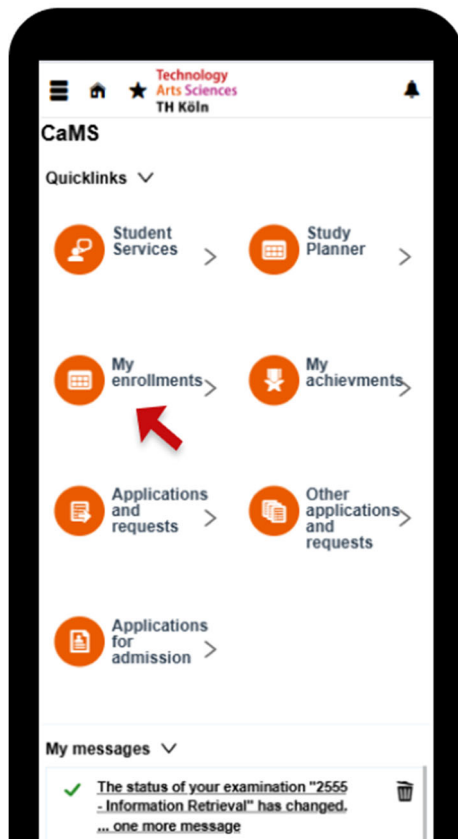 Technology
Arts Sciences
TH Köln
CaMS
Quicklinks
Student
Services
Study
Planner
My
enrollments
My
achievments
Applications
and
requests
Other
applications
and
requests
Applications
for
admission
My messages
The status of your examination "2555
- Information Retrieval" has changed.
... one more message